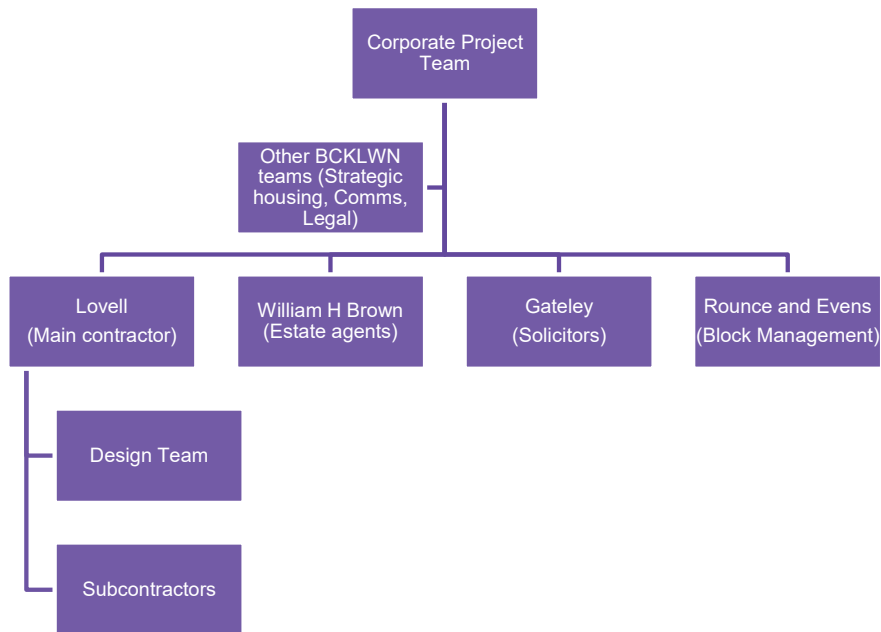 Corporate Project
Team
Other BCKLWN
teams (Strategic
housing, Comms,
Legal)
Lovell
(Main contractor)
William H Brown
(Estate agents)
Gateley
(Solicitors)
Rounce and Evens
(Block Management)
Design Team
Subcontractors